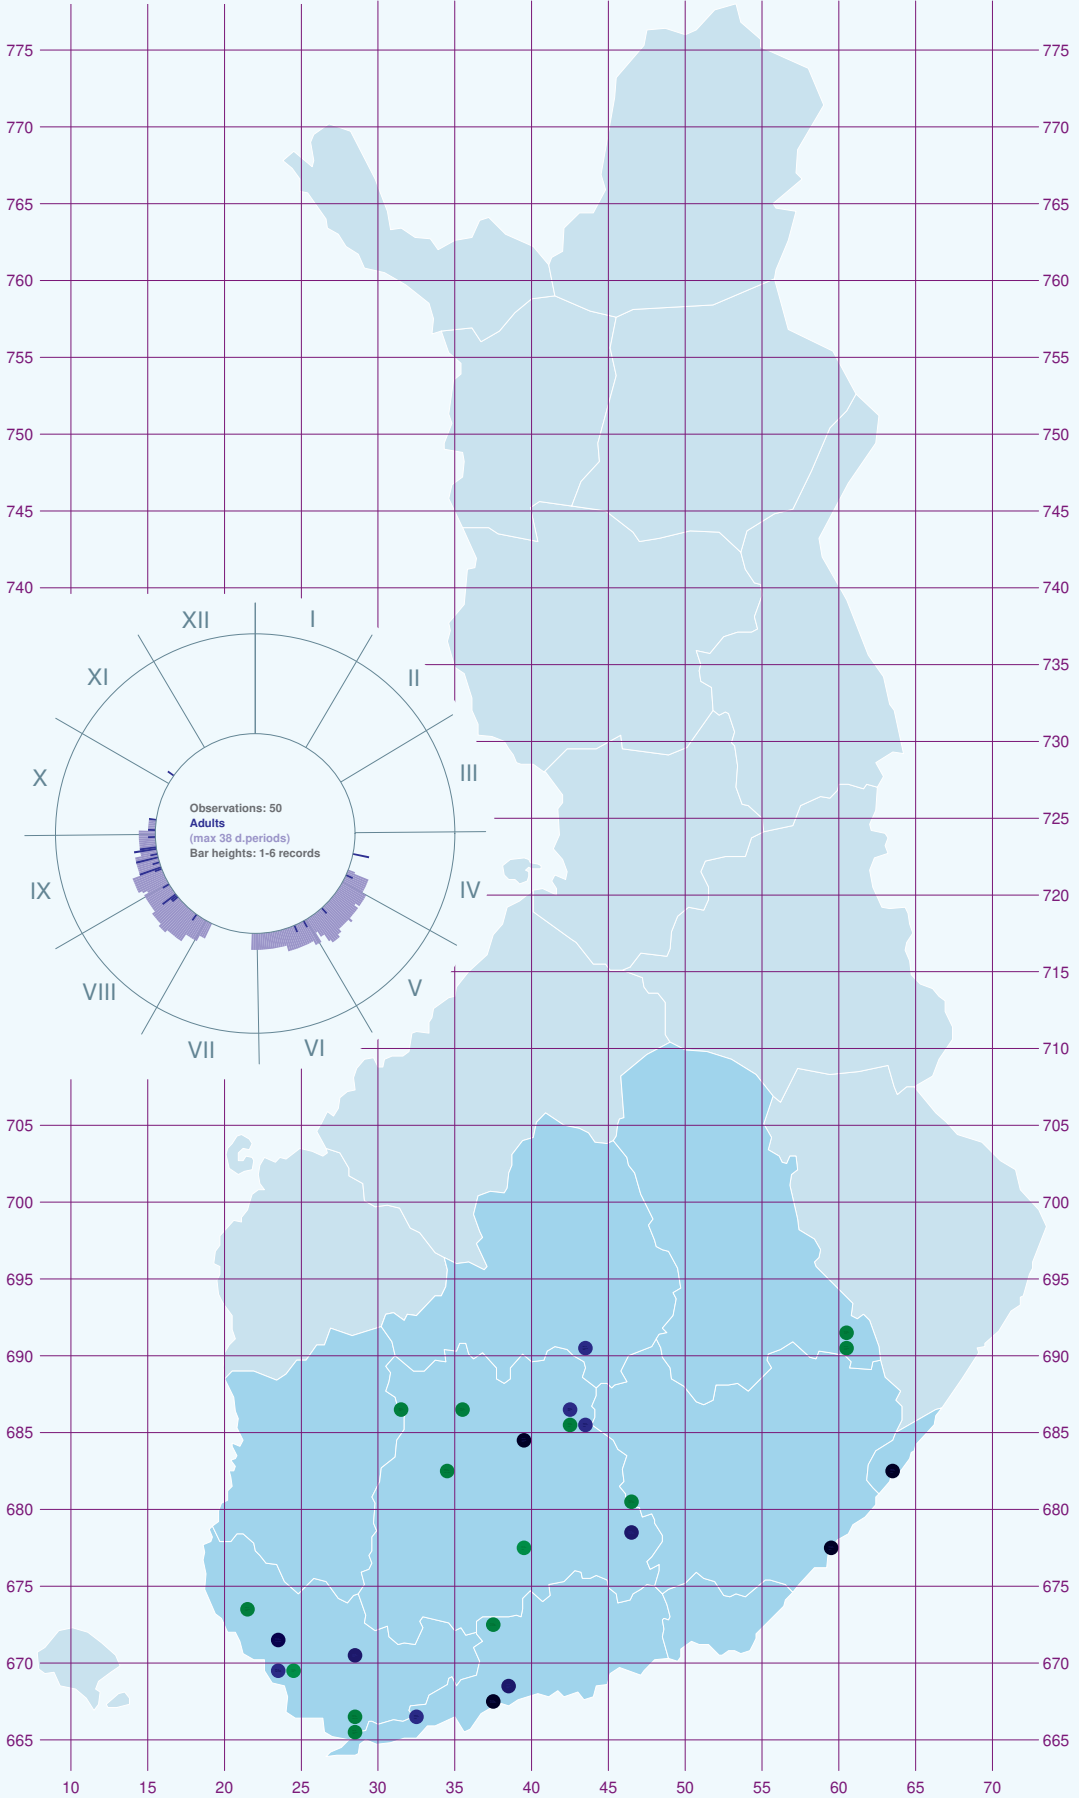 775 775
770 770
765 765
760 760
755 755
750 750
745 745
740 740
XII I
XI II
735
730
X III
Observations: 50
Adults
725
(max 38 d.periods)
Bar heights: 1-6 records
IX IV
720
VIII V
715
VII VI
710
705 705
700 700
695 695
690 690
685 685
680 680
675 675
670 670
665 665
10 15 20 25 30 35 40 45 50 55 60 65 70